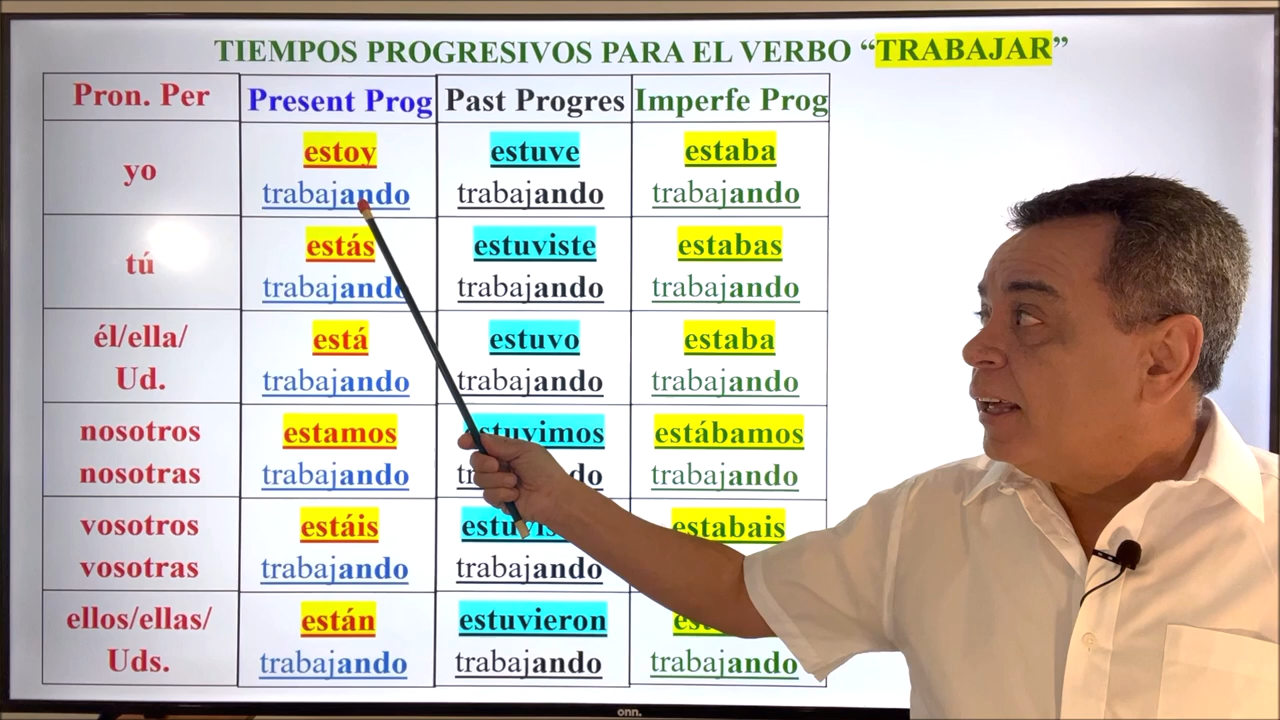 TIEMPOS PROGRESIVOS PARA EL VERBO “TRABAJAR”
Pron. Per
Present Prog
Past Progres
Imperfe Prog
yo
estoy
trabajando
estuve
trabajando
estaba
trabajando
tú
estás
trabajando
estuviste
trabajando
estabas
trabajando
él/ella/
Ud.
está
trabajando
estuvo
trabajando
estaba
trabajando
nosotros
nosotras
estamos
trabajando
estuvimos
estábamos
trabajando
vosotros
vosotras
estáis
trabajando
trabajando
estabais
ellos/ellas/
Uds.
están
trabajando
estuvieron
trabajando
trabajando
onn.